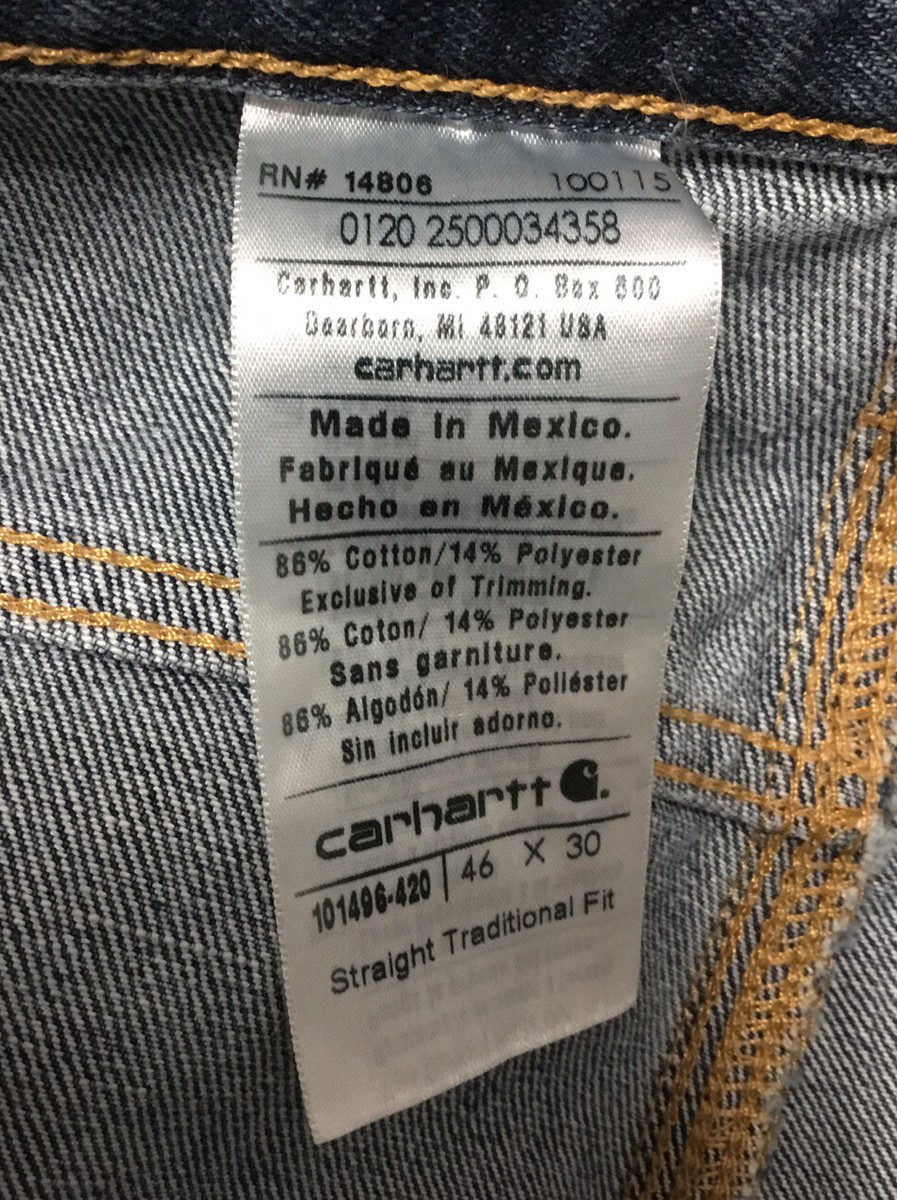 RN# 14806 100115
0120 2500034358
Carhartt, Inc. P. O. Box 600
Dearborn, MI 48121 USA
carhartt.com
Made in Mexico.
Fabriqué au Mexique.
Hecho en México.
86% Cotton/14% Polyester
Exclusive of Trimming.
86% Coton/ 14% Polyester
Sans garniture.
86% Algodón/ 14% Poliéster
Sin incluir adorno.
carhartt
101496-420 46 X 30
Straight Traditional Fit